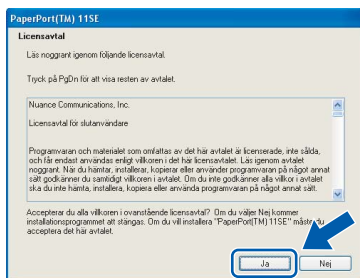 PaperPort(TM) 11SE
Licensavtal
Läs noggrant igenom följande licensavtal.
Tryck på PgDn för att visa resten av avtalet.
Nuance Communications, Inc.
Licensavtal för slutanvändare
Programvaran och materialet som omfattas av det här avtalet är licenserade, inte sålda,
och får endast användas enligt villkoren i det här licensavtalet. Läs igenom avtalet
noggrant. När du hämtar, installerar, kopierar eller använder programvaran på något annat
sätt godkänner du samtidigt villkoren i avtalet. Om du inte godkänner alla villkor i avtalet
ska du inte hämta, installera, kopiera eller använda programvaran på något annat sätt.
Accepterar du alla villkoren i ovanstående licensavtal? Om du väljer Nej kommer
installationsprogrammet att stängas. Om du vill installera "PaperPort(TM) 11SE" måste du
acceptera det här avtalet.
Ja
Nej